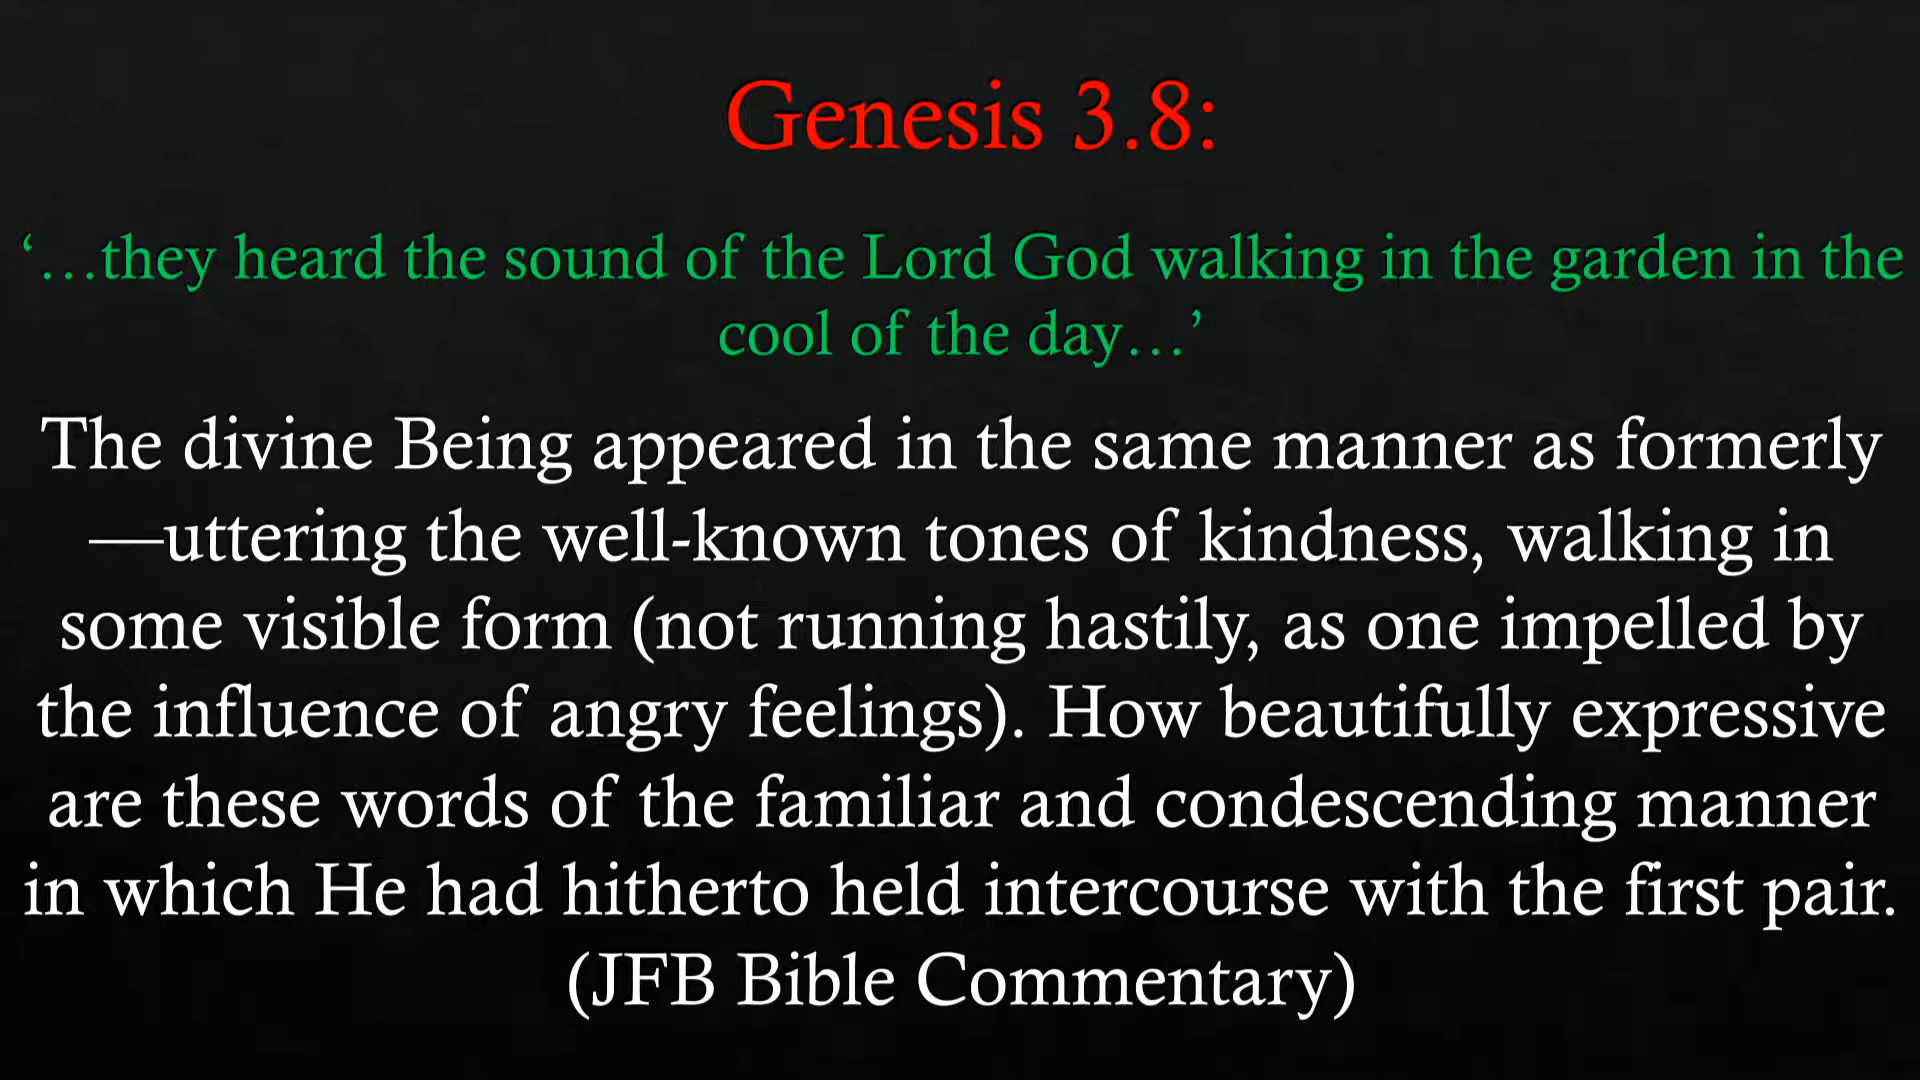 Genesis 3.8:
‘…they heard the sound of the Lord God walking in the garden in the
cool of the day…’
The divine Being appeared in the same manner as formerly
—uttering the well-known tones of kindness, walking in
some visible form (not running hastily, as one impelled by
the influence of angry feelings). How beautifully expressive
are these words of the familiar and condescending manner
in which He had hitherto held intercourse with the first pair.
(JFB Bible Commentary)